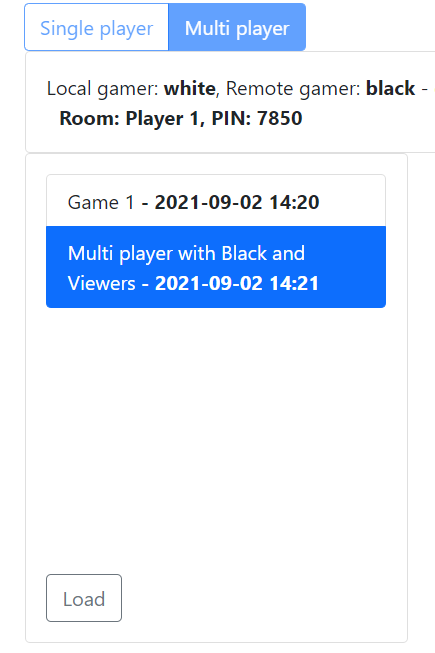 Single player Multi player
Local gamer: white, Remote gamer: black -
Room: Player 1, PIN: 7850
Game 1 - 2021-09-02 14:20
Multi player with Black and
Viewers - 2021-09-02 14:21
Load